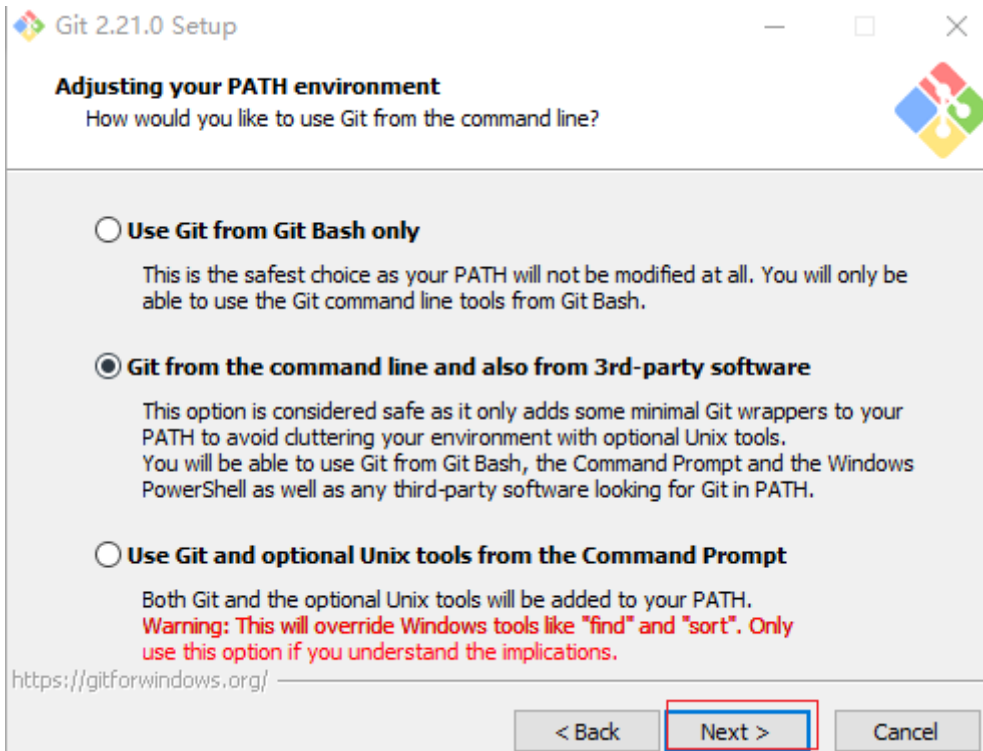 Git 2.21.0 Setup
Adjusting your PATH environment
How would you like to use Git from the command line?
Use Git from Git Bash only
This is the safest choice as your PATH will not be modified at all. You will only be
able to use the Git command line tools from Git Bash.
Git from the command line and also from 3rd-party software
This option is considered safe as it only adds some minimal Git wrappers to your
PATH to avoid cluttering your environment with optional Unix tools.
You will be able to use Git from Git Bash, the Command Prompt and the Windows
PowerShell as well as any third-party software looking for Git in PATH.
Use Git and optional Unix tools from the Command Prompt
Both Git and the optional Unix tools will be added to your PATH.
Warning: This will override Windows tools like "find" and "sort". Only
use this option if you understand the implications.
https://gitforwindows.org/
< Back Next > Cancel